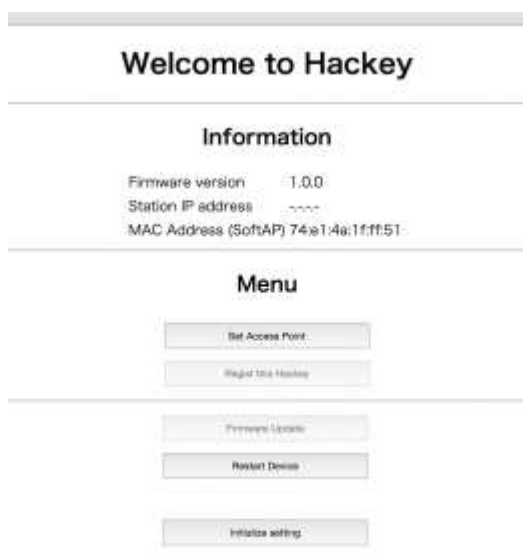 Welcome to Hackey
Information
Firmware version 1.0.0
Station IP address -.-.-.-
MAC Address (SoftAP) 74:e1:4a:1f:ff:51
Menu
Set Access Point
Regist this Hackey
Firmware Update
Restart Device
Initialize setting